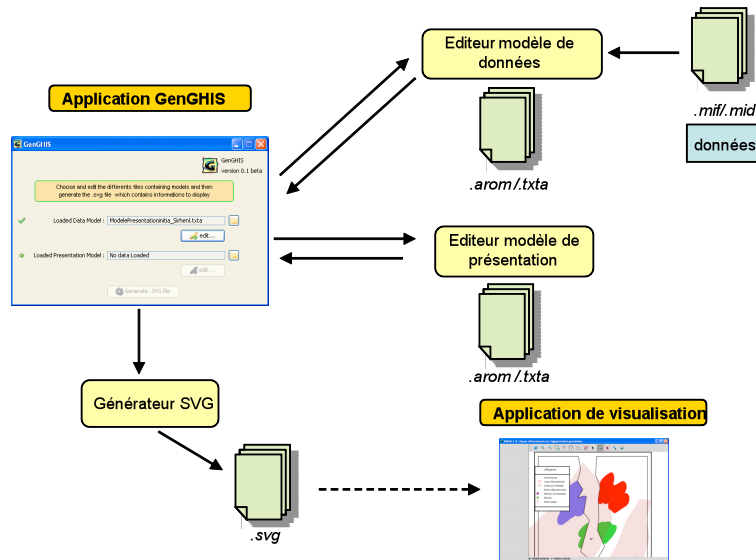 Editeur modèle de
données
.mif/.mid
données
.arom/.txta
Application GenGHIS
GenGHIS
GenGHIS
version 0.1 beta
Choose and edit the differents files containing models and then
generate the .svg file which contains informations to display
Loaded Data Model : ModelePresentationinitia_Sihrenl.txta
edit...
Loaded Presentation Model : No data Loaded
edit...
Generate .SVG file
Editeur modèle de
présentation
.arom/.txta
Générateur SVG
.svg
Application de visualisation